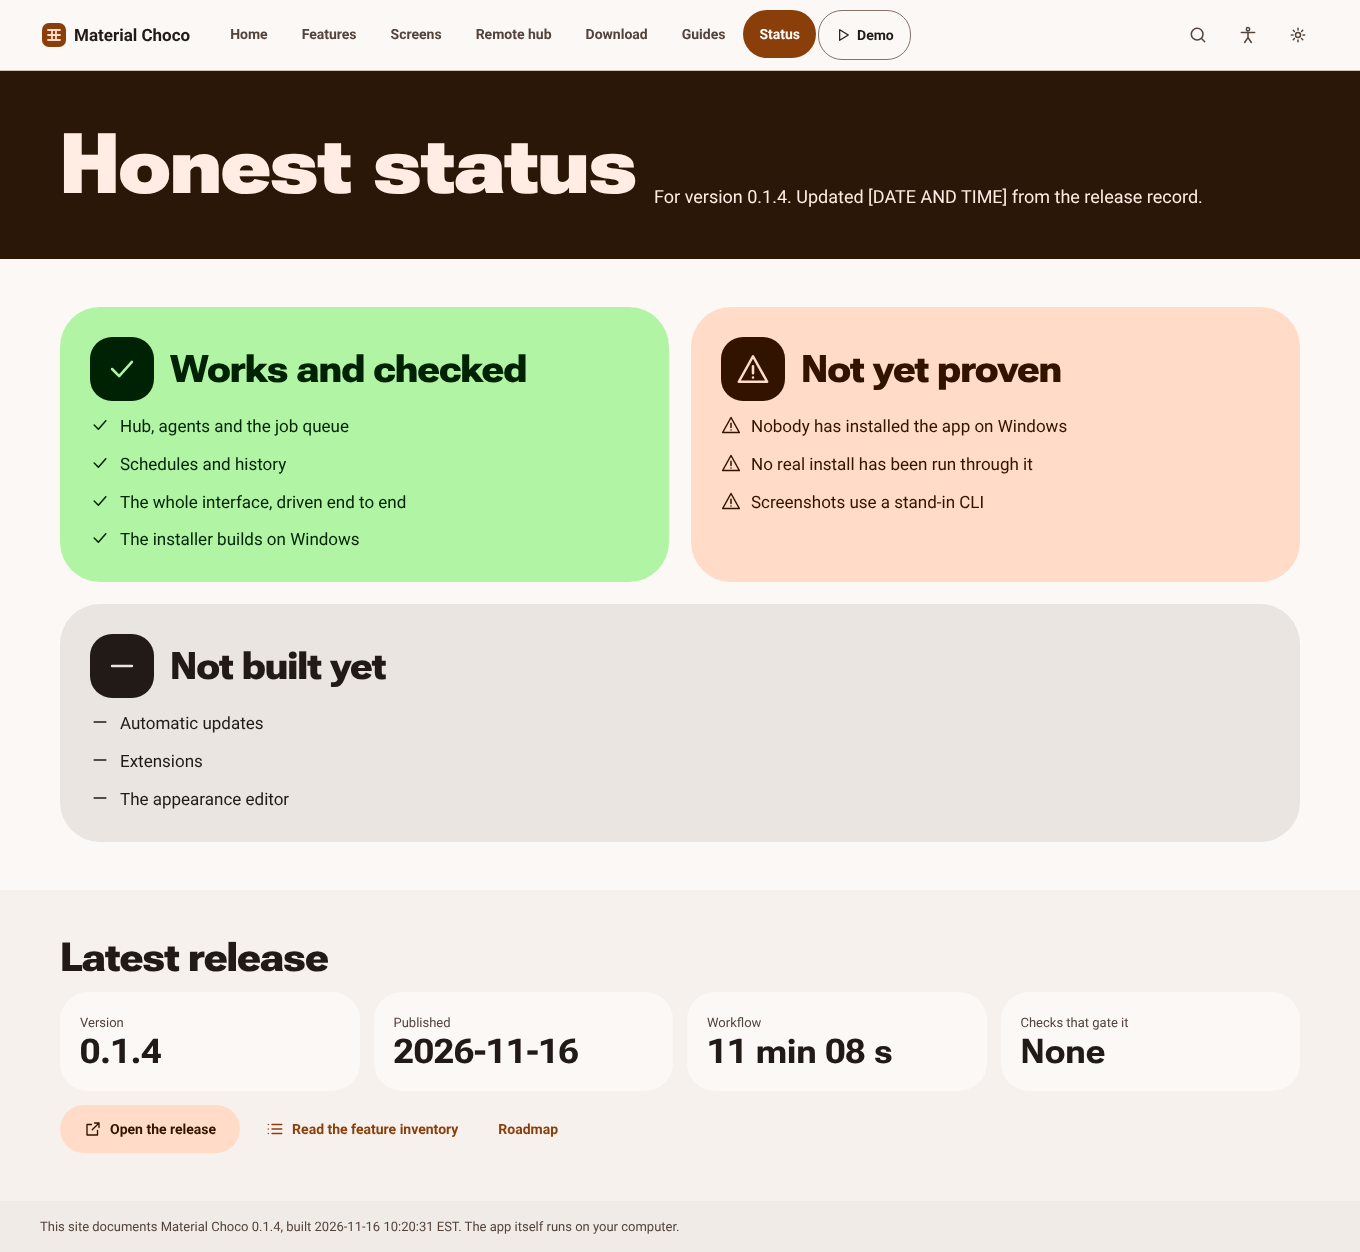 Material Choco
Home
Features
Screens
Remote hub
Download
Guides
Status
Demo
Honest status
For version 0.1.4. Updated [DATE AND TIME] from the release record.
Works and checked
Hub, agents and the job queue
Schedules and history
The whole interface, driven end to end
The installer builds on Windows
Not yet proven
Nobody has installed the app on Windows
No real install has been run through it
Screenshots use a stand-in CLI
Not built yet
Automatic updates
Extensions
The appearance editor
Latest release
Version
0.1.4
Published
2026-11-16
Workflow
11 min 08 s
Checks that gate it
None
Open the release
Read the feature inventory
Roadmap
This site documents Material Choco 0.1.4, built 2026-11-16 10:20:31 EST. The app itself runs on your computer.